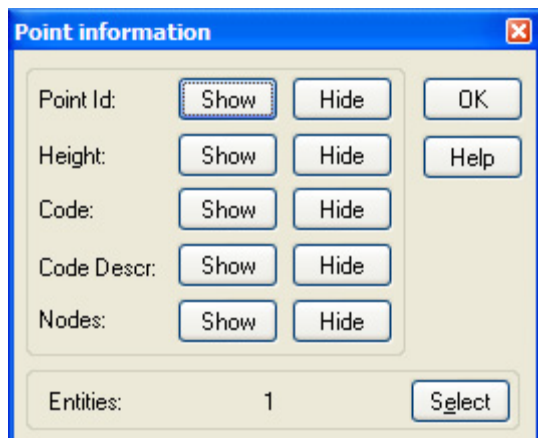 Point information
Point Id: Show Hide OK
Height: Show Hide Help
Code: Show Hide
Code Descr: Show Hide
Nodes: Show Hide
Entities: 1 Select